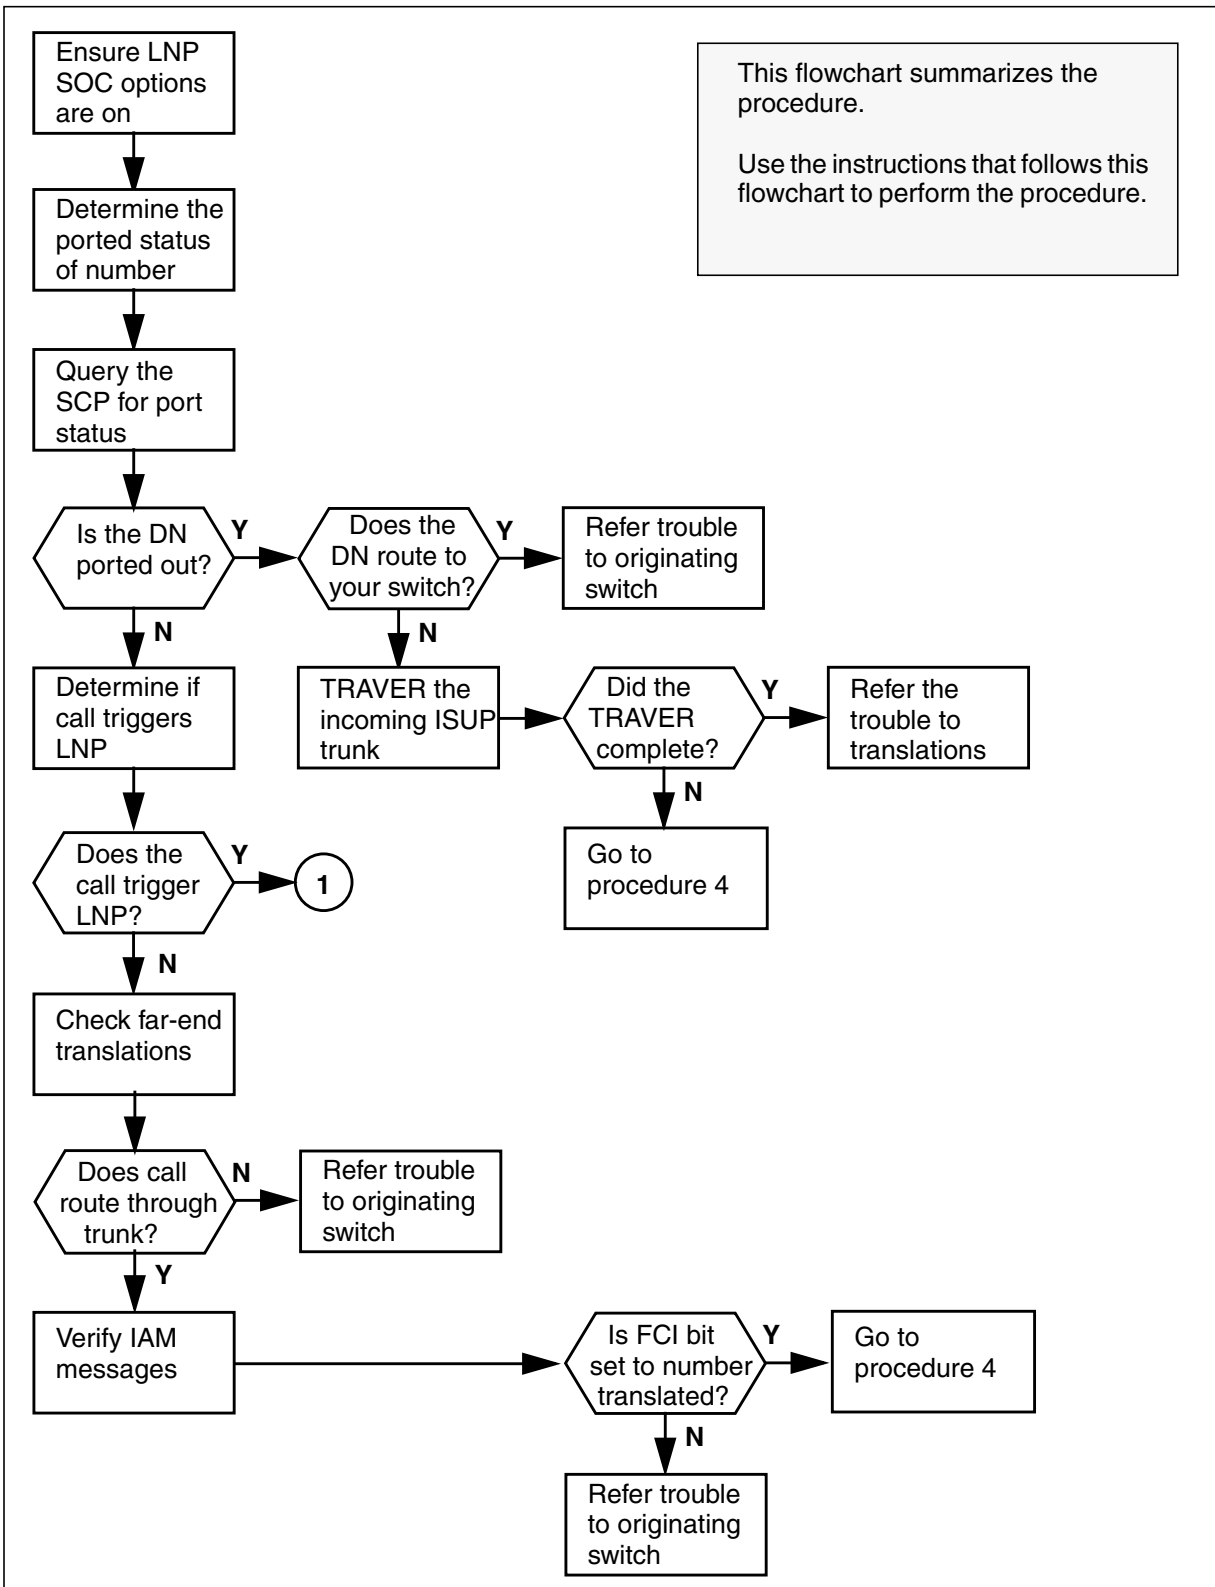 Ensure LNP
SOC options
are on
This flowchart summarizes the
procedure.
Use the instructions that follows this
flowchart to perform the procedure.
Determine the
ported status
of number
Query the
SCP for port
status
Is the DN
ported out?
Y
Does the
DN route to
your switch?
Y
Refer trouble
to originating
switch
N
N
Determine if
call triggers
LNP
TRAVER the
incoming ISUP
trunk
Did the
TRAVER
complete?
Y
Refer the
trouble to
translations
N
Go to
procedure 4
Does the
call trigger
LNP?
Y
1
N
Check far-end
translations
Does call
route through
trunk?
N
Refer trouble
to originating
switch
Y
Verify IAM
messages
Is FCI bit
set to number
translated?
Y
Go to
procedure 4
N
Refer trouble
to originating
switch